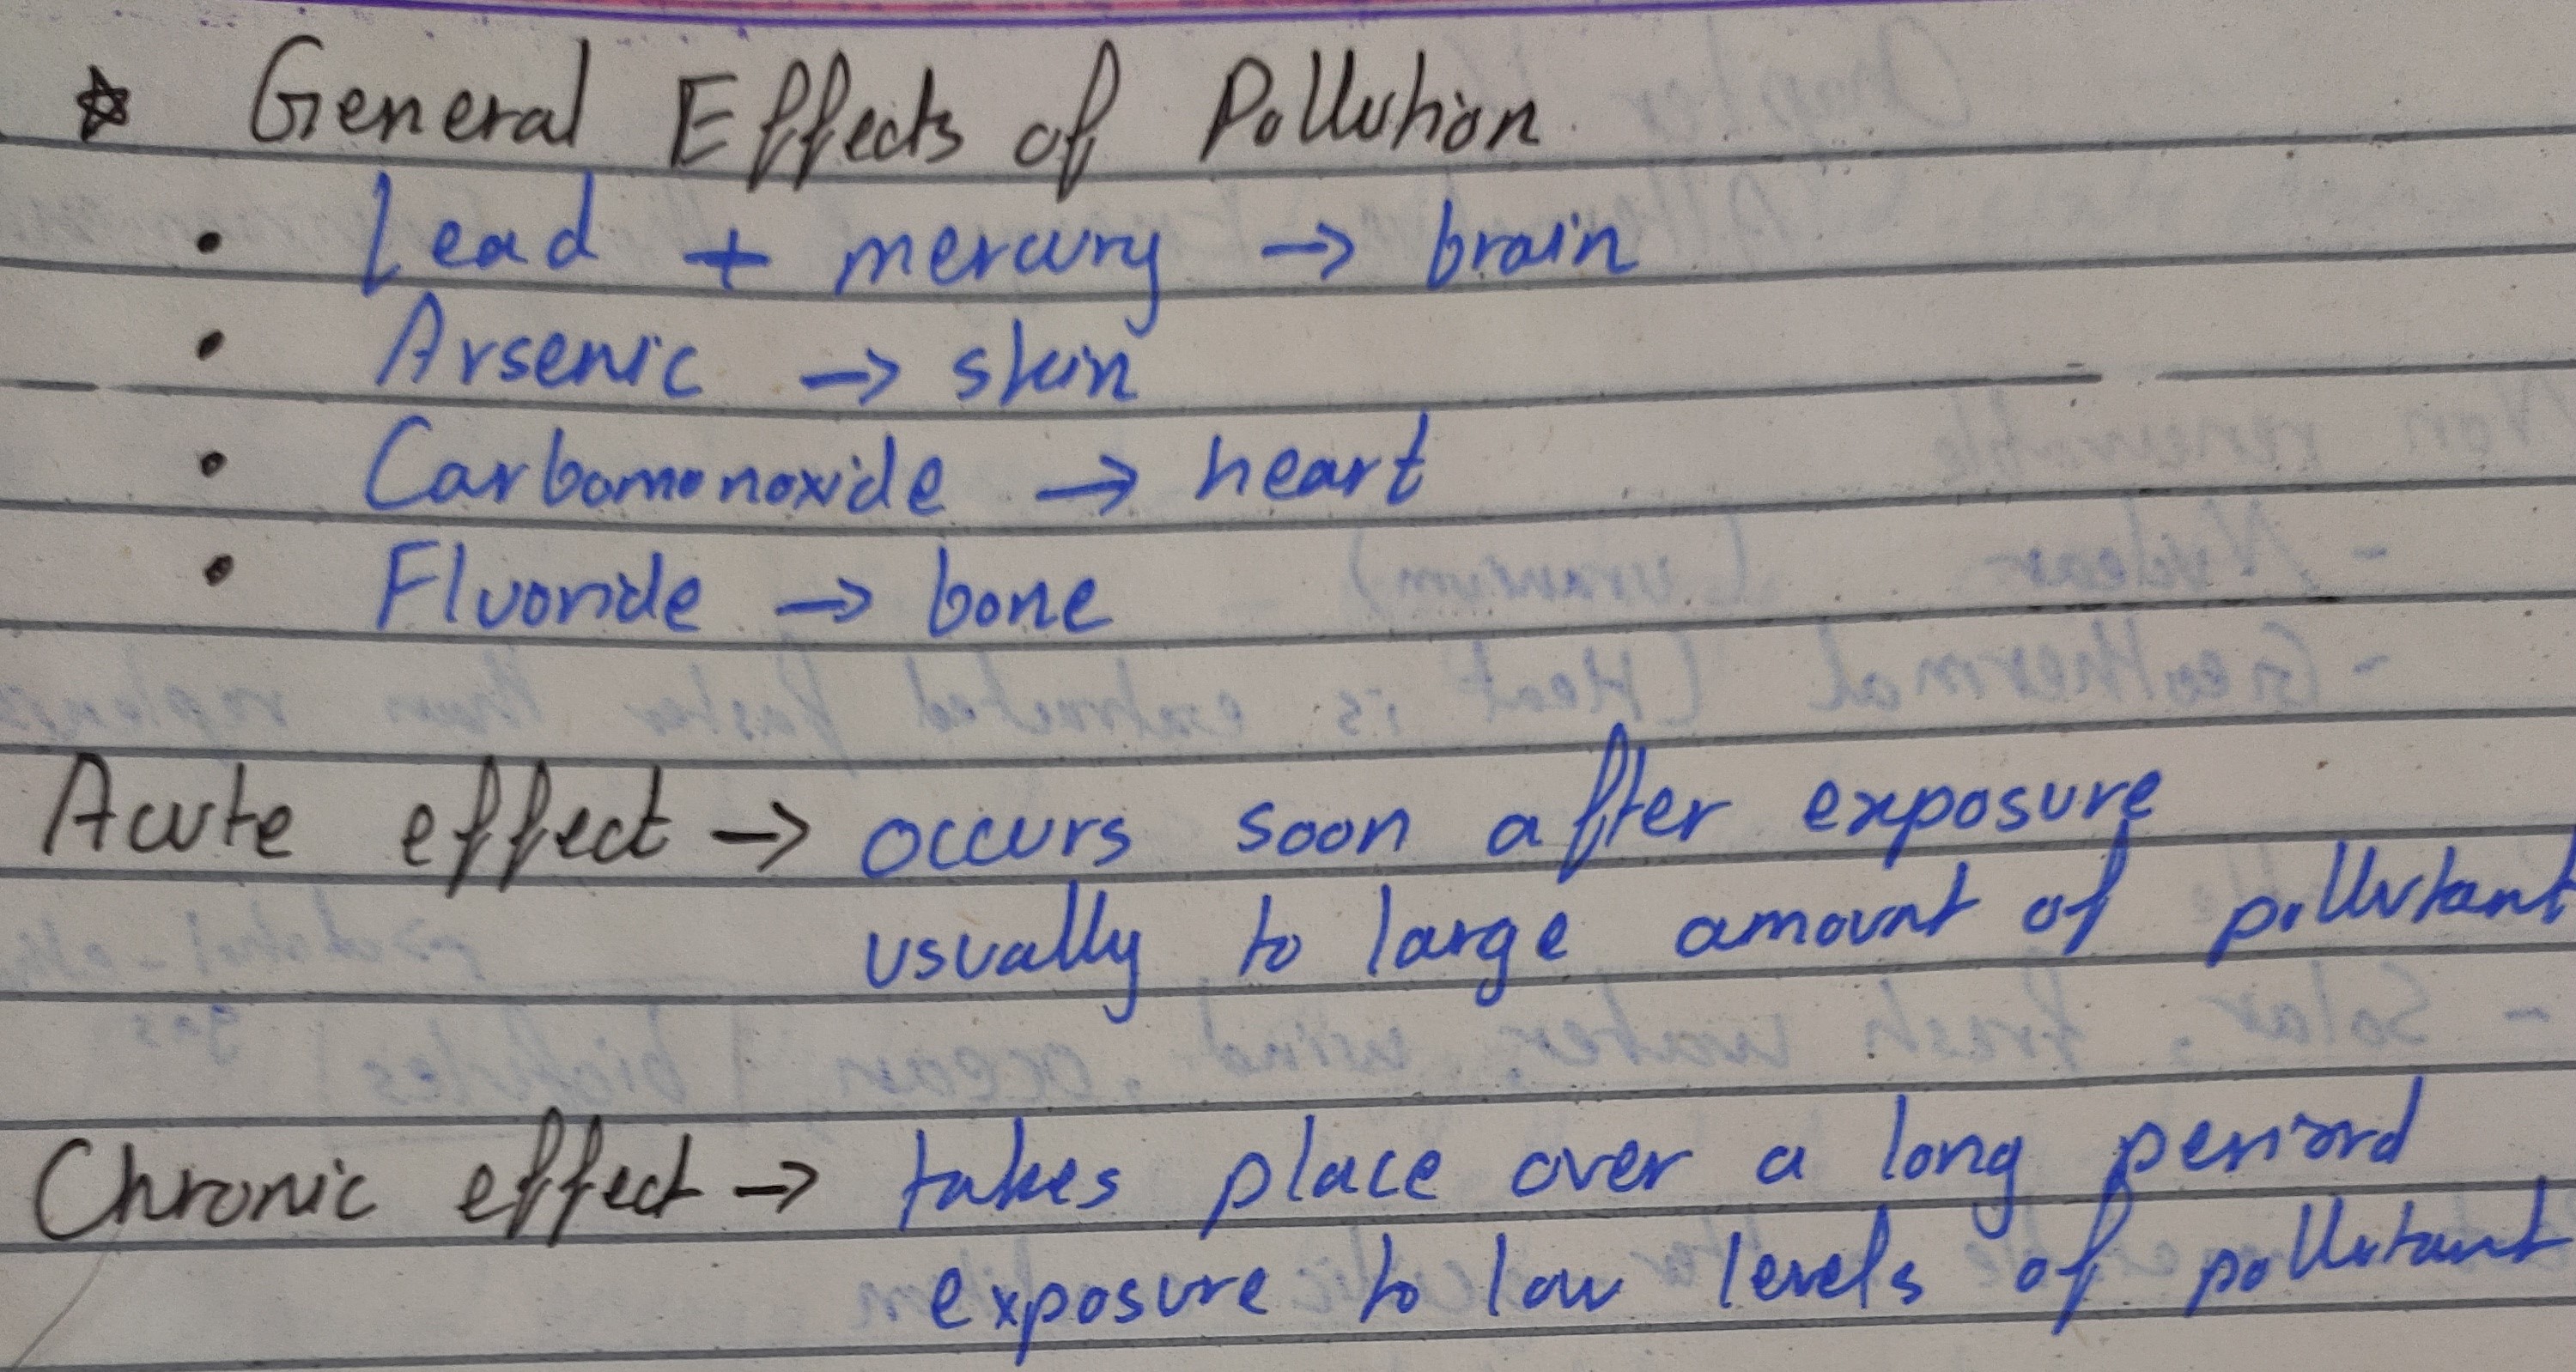 ☆ General Effects of Pollution
• Lead + mercury → brain
• Arsenic → skin
• Carbomonoxide → heart
• Fluoride → bone
Acute effect → occurs soon after exposure
usually to large amount of pollutant
Chronic effect → takes place over a long period
exposure to low levels of pollutant